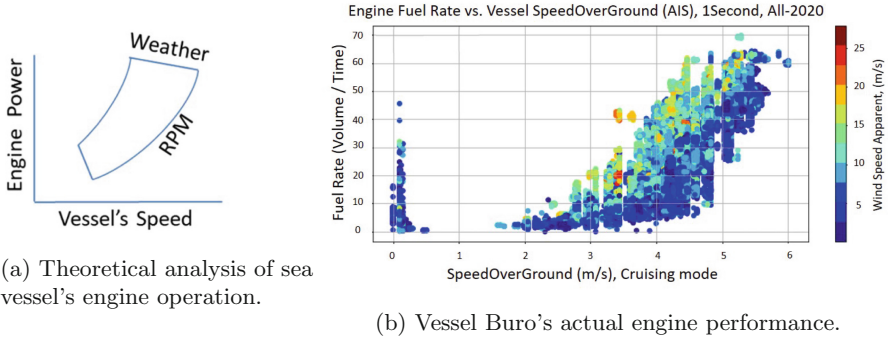 Engine Power
Weather
RPM
Vessel's Speed
(a) Theoretical analysis of sea
vessel's engine operation.
Engine Fuel Rate vs. Vessel SpeedOverGround (AIS), 1Second, All-2020
Fuel Rate (Volume / Time)
70
60
50
40
30
20
10
0
0
1
2
3
4
5
6
SpeedOverGround (m/s), Cruising mode
25
20
15
10
5
Wind Speed Apparent, (m/s)
(b) Vessel Buro's actual engine performance.